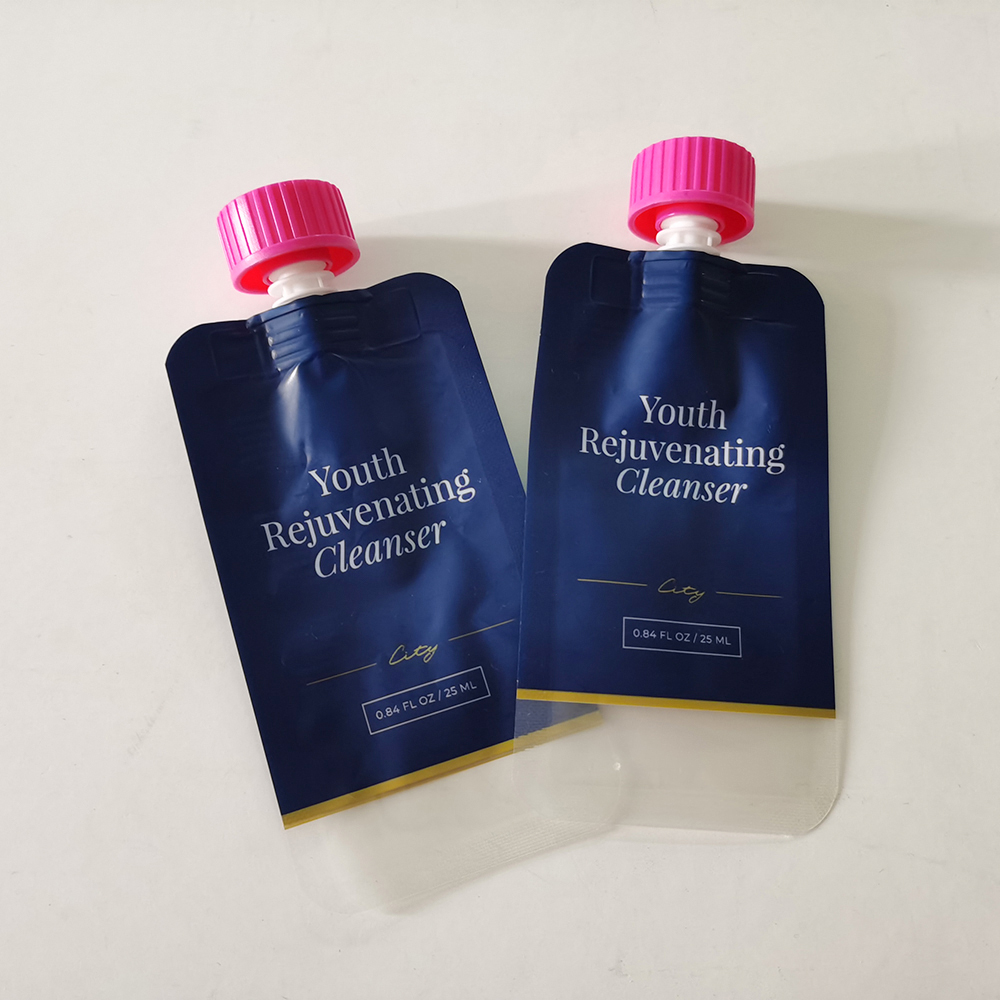 Youth
Rejuvenating
Cleanser
City
0.84 FL OZ / 25 ML
Youth
Rejuvenating
Cleanser
City
0.84 FL OZ / 25 ML